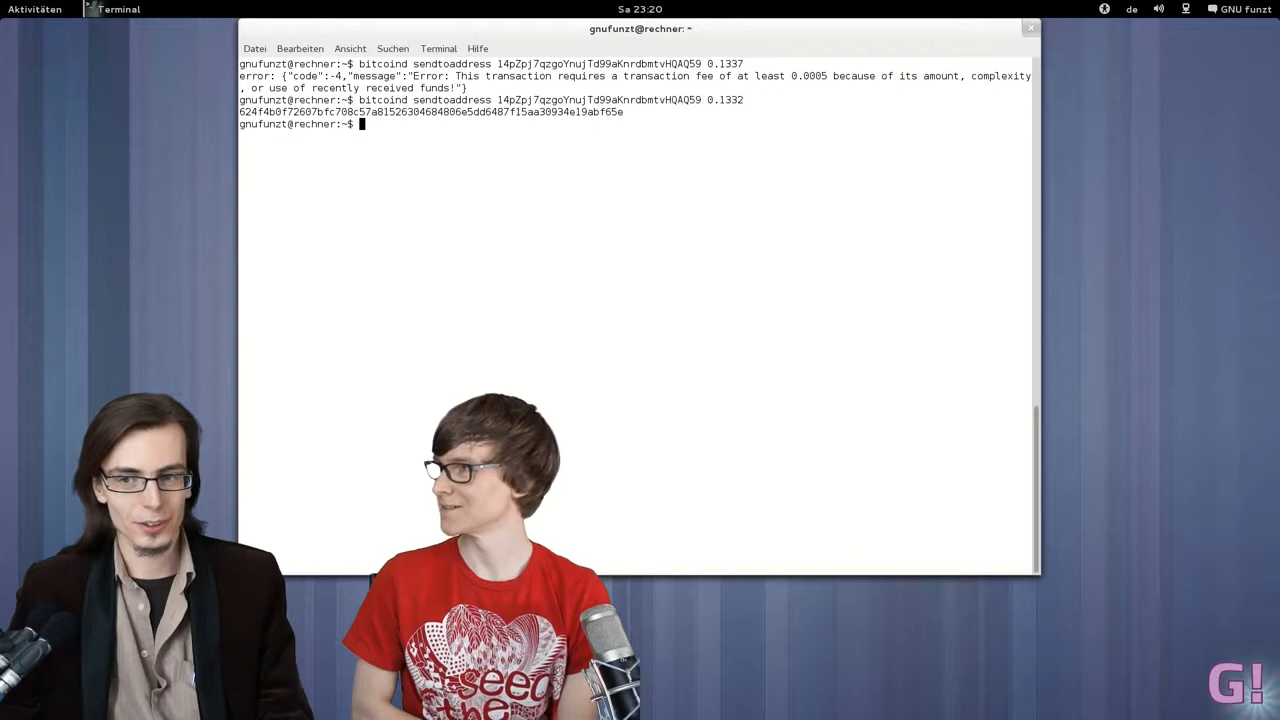 Aktivitäten Terminal Sa 23:20 de GNU funzt
gnufunzt@rechner: ~
Datei Bearbeiten Ansicht Suchen Terminal Hilfe
gnufunzt@rechner:~$ bitcoind sendtoaddress 14pZpj7qzgoYnujTd99aKnrdbmtvHQAQ59 0.1337
error: {"code":-4,"message":"Error: This transaction requires a transaction fee of at least 0.0005 because of its amount, complexity
, or use of recently received funds!"}
gnufunzt@rechner:~$ bitcoind sendtoaddress 14pZpj7qzgoYnujTd99aKnrdbmtvHQAQ59 0.1332
624f4b0f72607bfc708c57a81526304684806e5dd6487f15aa30934e19abf65e
gnufunzt@rechner:~$
seed
the
G!